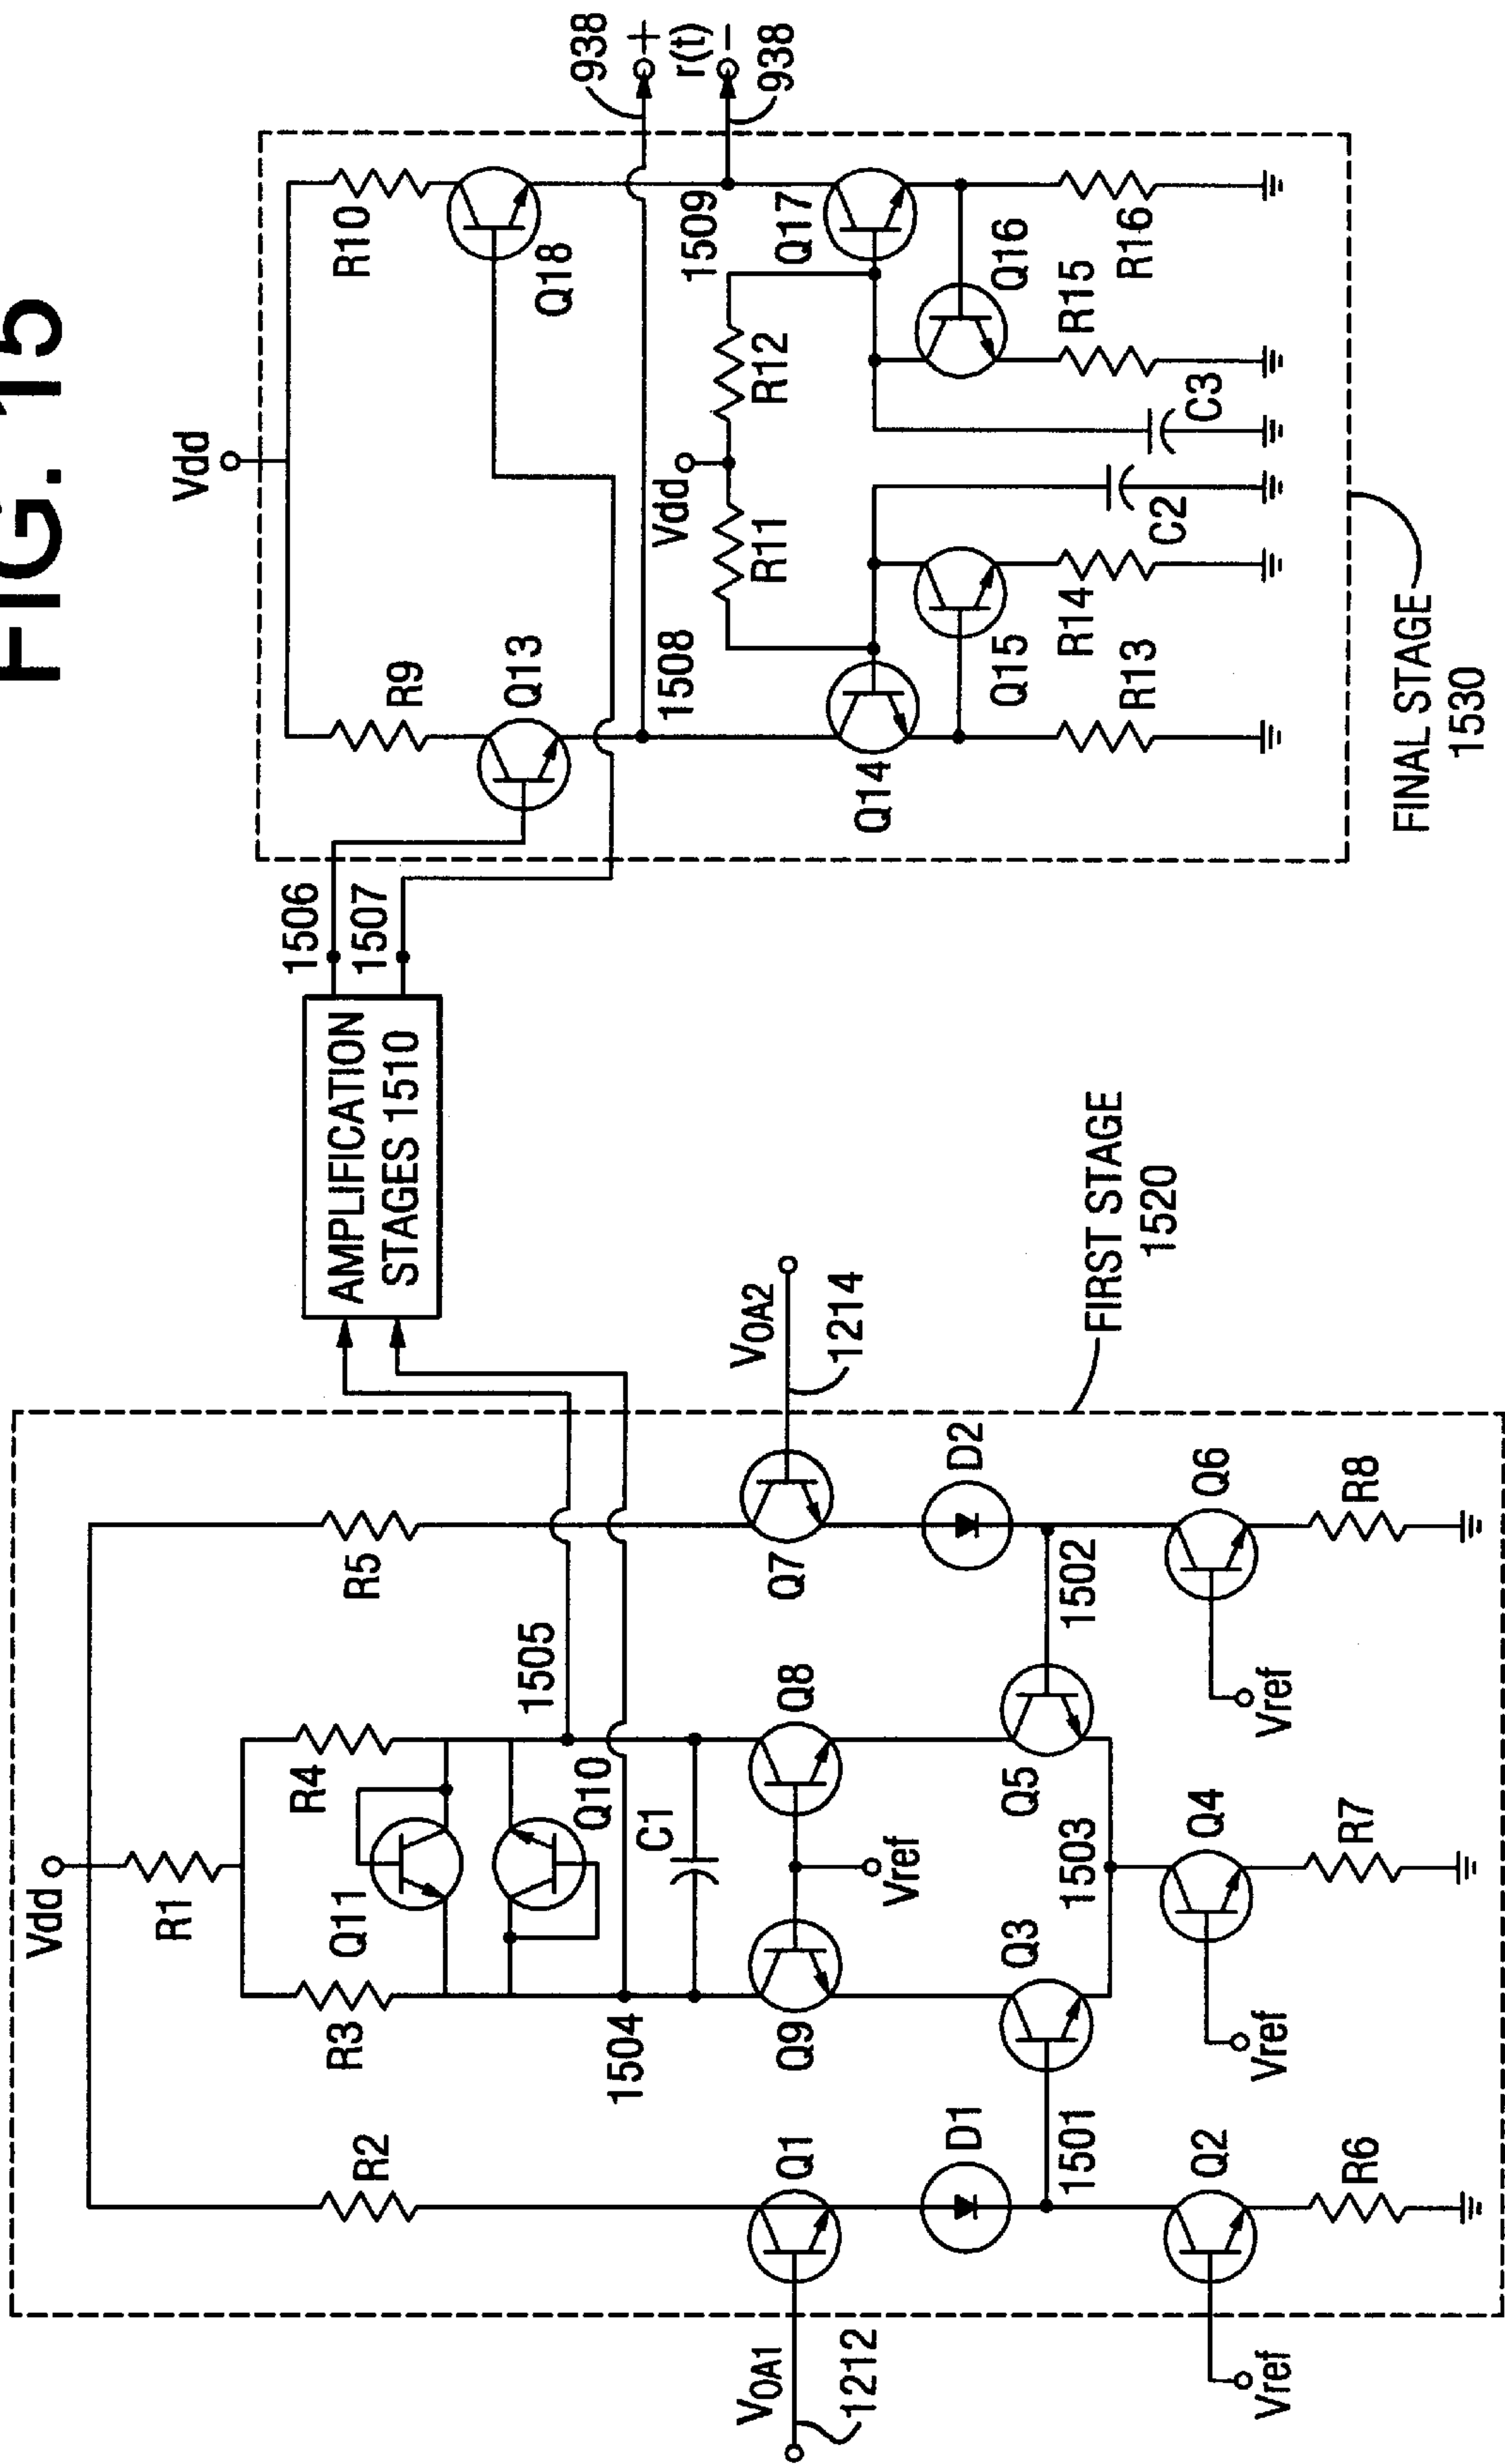 FIG. 15
Vdd
R1
R2
R3
R4
R5
Q11
Q10
1505
1504
C1
Q9
Q8
Vref
VOA1
1212
Q1
D1
1501
Q3
Q5
1503
1502
Q7
D2
VOA2
1214
Q2
Vref
R6
Q4
Vref
R7
Q6
Vref
R8
FIRST STAGE
1520
AMPLIFICATION
STAGES 1510
1506
1507
Vdd
R9
R10
Q13
Q18
938
+
r(t)
−
938
1508
1509
Vdd
R11
R12
Q14
Q15
Q17
Q16
R13
R14
C2
C3
R15
R16
FINAL STAGE
1530